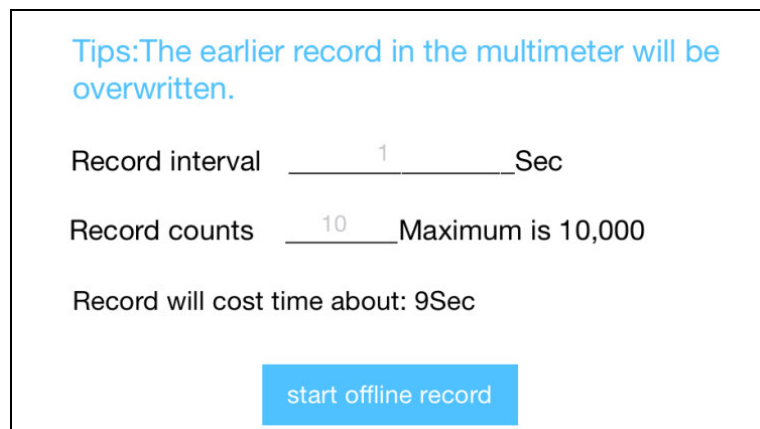 Tips:The earlier record in the multimeter will be
overwritten.
Record interval 1 Sec
Record counts 10 Maximum is 10,000
Record will cost time about: 9Sec
start offline record